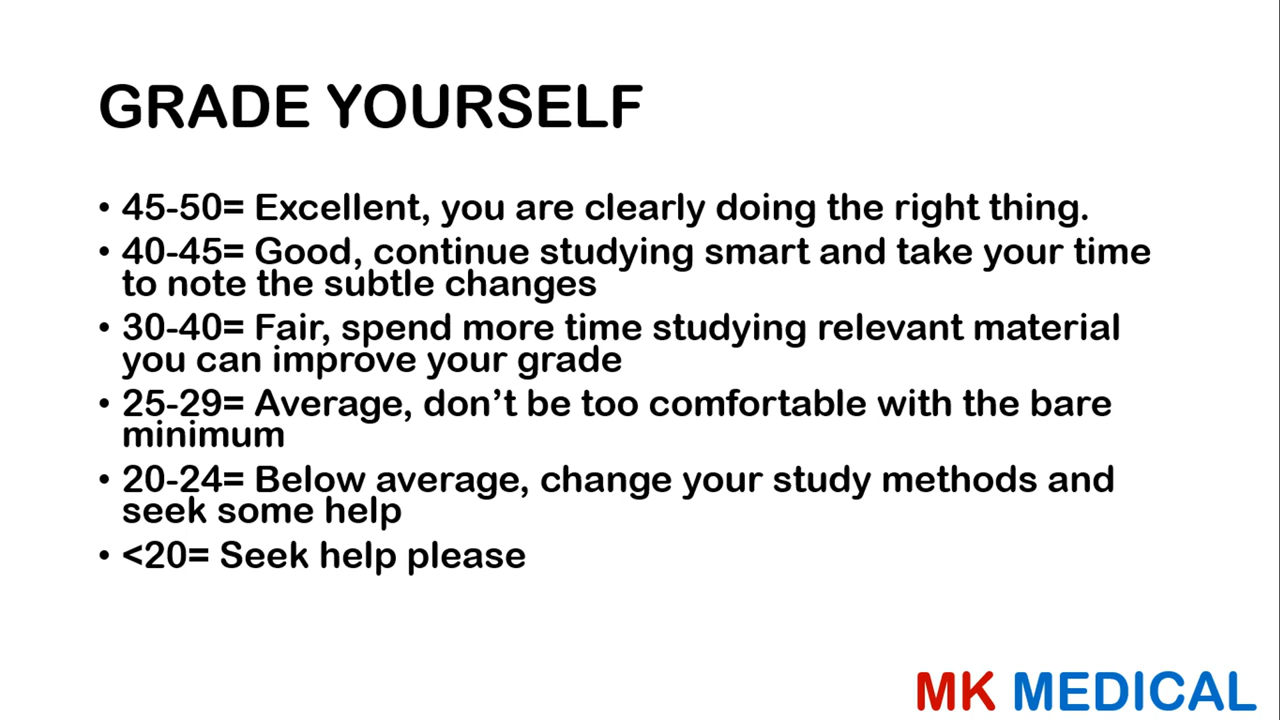 GRADE YOURSELF
• 45-50= Excellent, you are clearly doing the right thing.
• 40-45= Good, continue studying smart and take your time
to note the subtle changes
• 30-40= Fair, spend more time studying relevant material
you can improve your grade
• 25-29= Average, don’t be too comfortable with the bare
minimum
• 20-24= Below average, change your study methods and
seek some help
• <20= Seek help please
MK MEDICAL